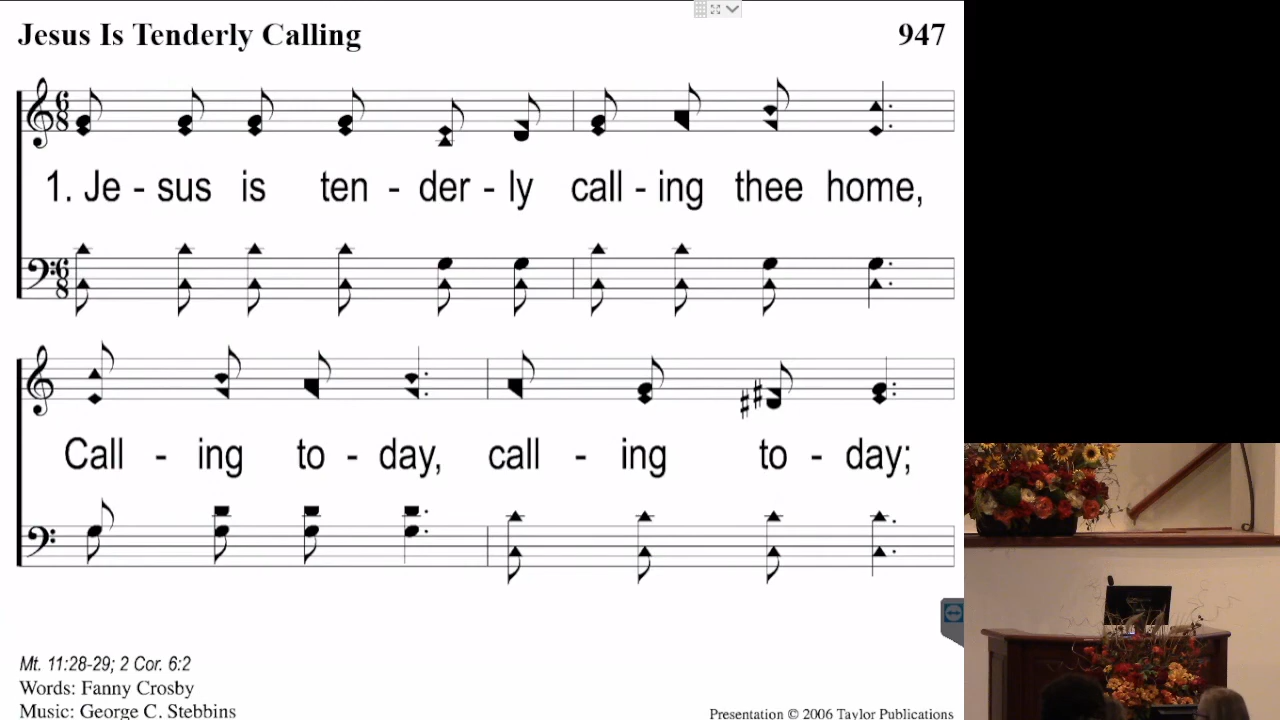 Jesus Is Tenderly Calling 947
1. Je - sus is ten - der - ly call - ing thee home,
Call - ing to - day, call - ing to - day;
Mt. 11:28-29; 2 Cor. 6:2
Words: Fanny Crosby
Music: George C. Stebbins
Presentation © 2006 Taylor Publications